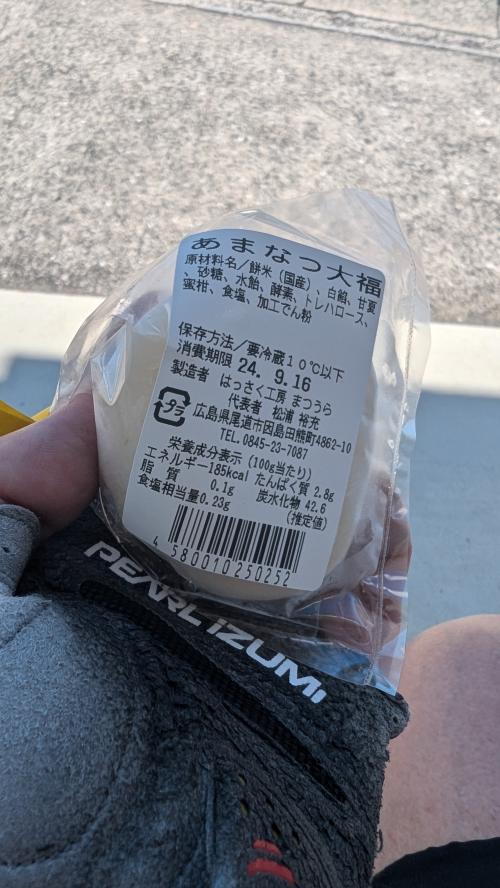 あまなつ大福
原材料名／餅米（国産）、白餡、甘夏
、砂糖、水飴、酵素、トレハロース、
蜜柑、食塩、加工でん粉
保存方法／要冷蔵１０℃以下
消費期限 24. 9.16
製造者 はっさく工房 まつうら
代表者 松浦 裕充
プラ
広島県尾道市因島田熊町4862-10
TEL. 0845-23-7087
栄養成分表示（100g当たり）
エネルギー185kcal たんぱく質 2.8g
脂質 0.1g 炭水化物 42.6
食塩相当量0.23g （推定値）
4 580010 250252
PEARL iZUMi